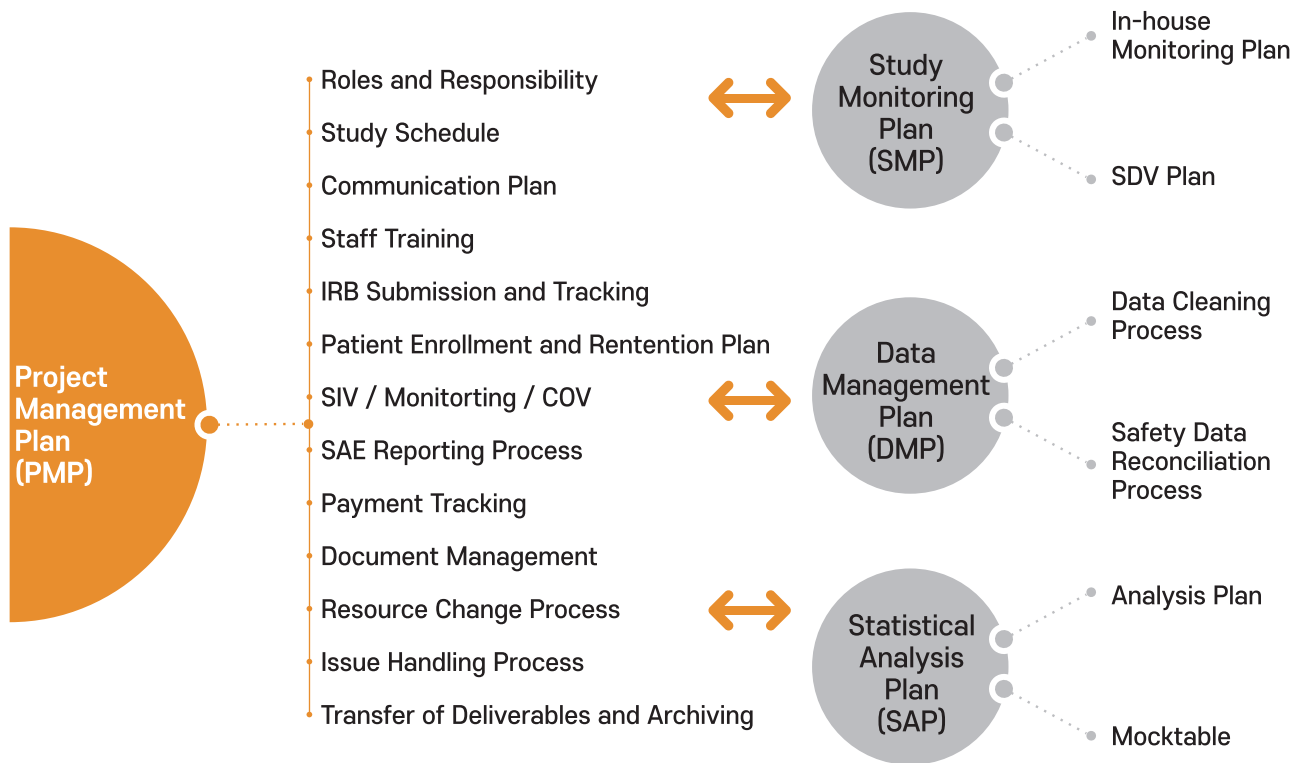 Project
Management
Plan
(PMP)
Roles and Responsibility
Study Schedule
Communication Plan
Staff Training
IRB Submission and Tracking
Patient Enrollment and Rentention Plan
SIV / Monitorting / COV
SAE Reporting Process
Payment Tracking
Document Management
Resource Change Process
Issue Handling Process
Transfer of Deliverables and Archiving
Study
Monitoring
Plan
(SMP)
In-house
Monitoring Plan
SDV Plan
Data
Management
Plan
(DMP)
Data Cleaning
Process
Safety Data
Reconciliation
Process
Statistical
Analysis
Plan
(SAP)
Analysis Plan
Mocktable